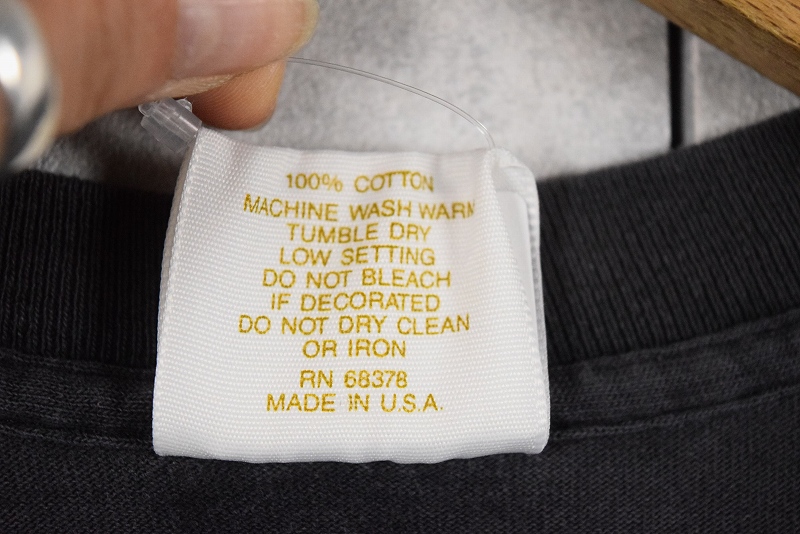 100% COTTON
MACHINE WASH WARM
TUMBLE DRY
LOW SETTING
DO NOT BLEACH
IF DECORATED
DO NOT DRY CLEAN
OR IRON
RN 68378
MADE IN U.S.A.